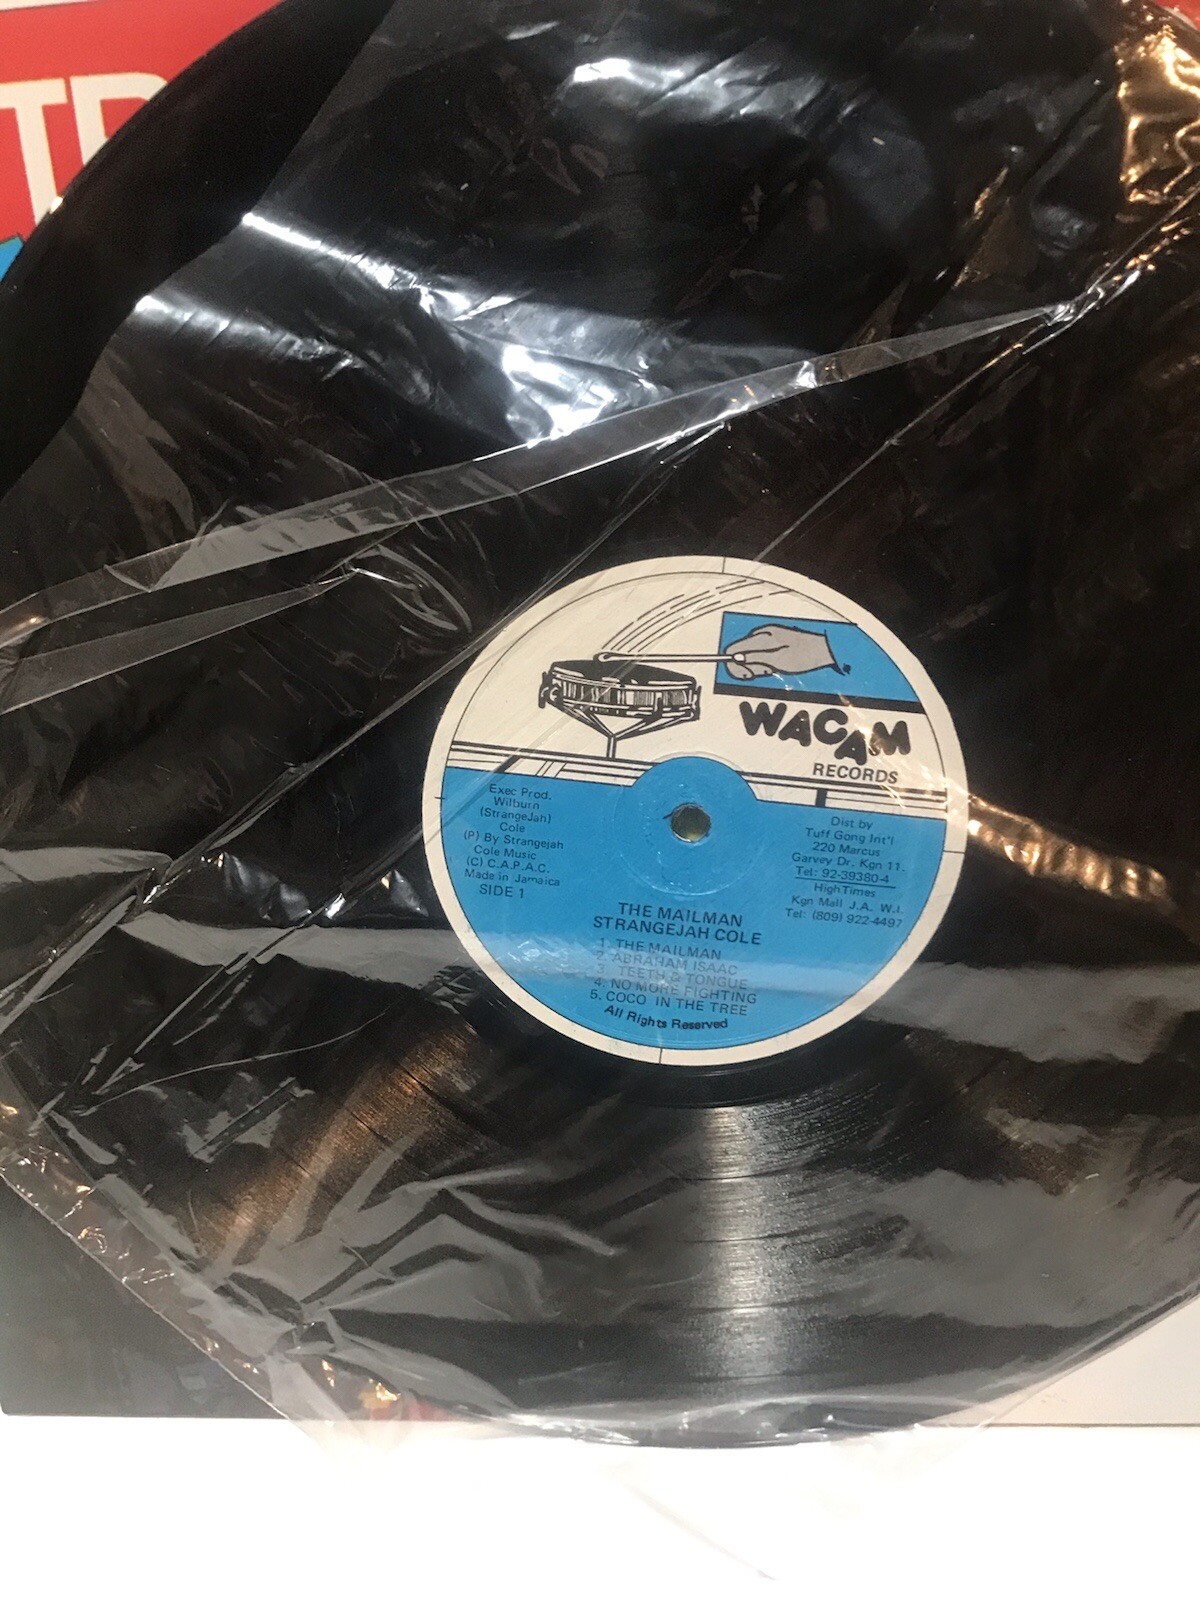 TR
WACAM
RECORDS
Exec Prod.
Wilburn
(StrangeJah)
Cole
(P) By Strangejah
Cole Music
(C) C.A.P.A.C.
Made in Jamaica
SIDE 1
Dist by
Tuff Gong Int'l
220 Marcus
Garvey Dr. Kgn 11.
Tel: 92-39380-4
High Times
Kgn Mall J.A. W.I.
Tel: (809) 922-4497
THE MAILMAN
STRANGEJAH COLE
1. THE MAILMAN
2. ABRAHAM ISAAC
3. TEETH & TONGUE
4. NO MORE FIGHTING
5. COCO IN THE TREE
All Rights Reserved